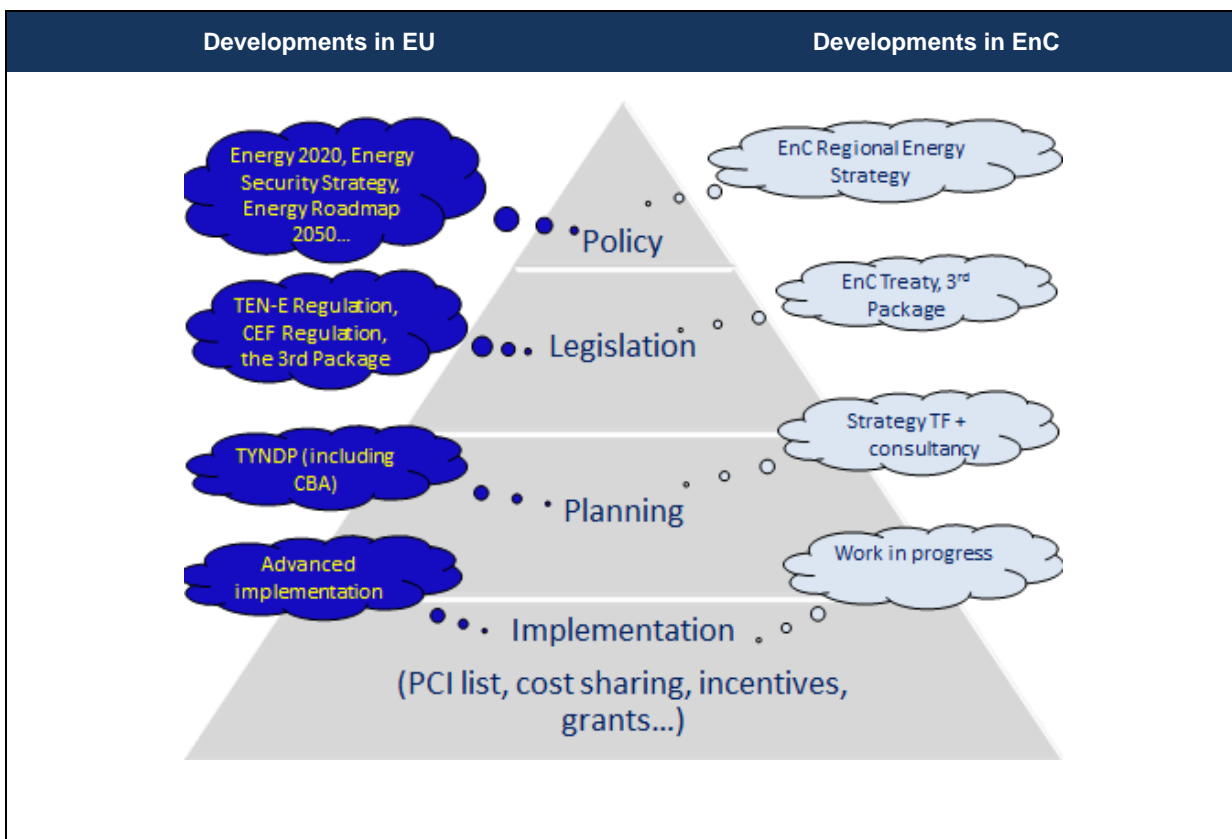 Developments in EU
Developments in EnC
Energy 2020, Energy
Security Strategy,
Energy Roadmap
2050...
EnC Regional Energy
Strategy
Policy
TEN-E Regulation,
CEF Regulation,
the 3rd Package
EnC Treaty, 3rd
Package
Legislation
TYNDP (including
CBA)
Strategy TF +
consultancy
Planning
Advanced
implementation
Work in progress
Implementation
(PCI list, cost sharing, incentives,
grants...)